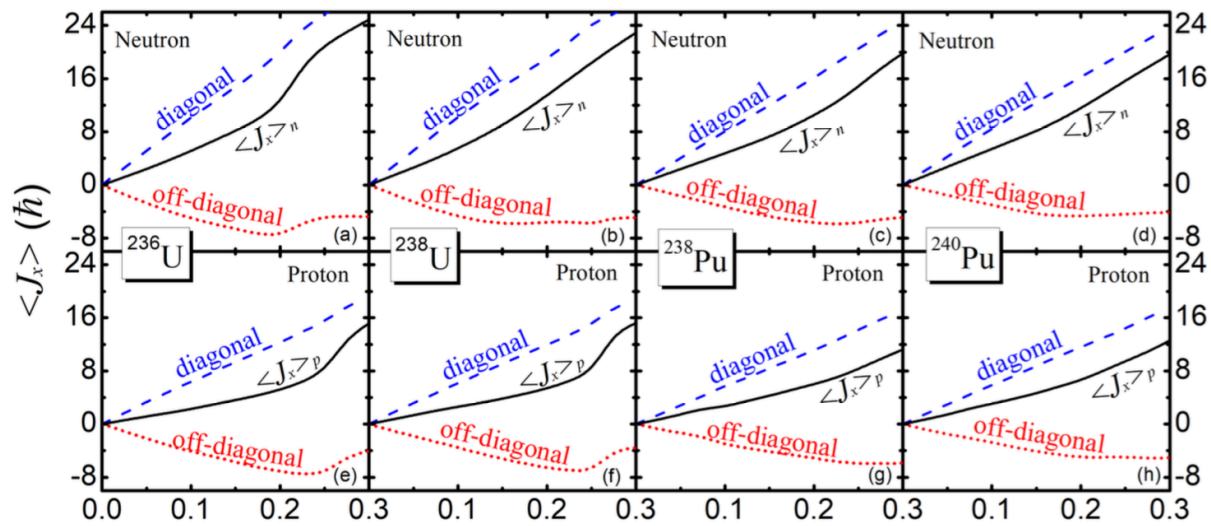 24 Neutron Neutron Neutron Neutron 24
16 diagonal diagonal diagonal diagonal 16
8 <Jₓ>ⁿ <Jₓ>ⁿ <Jₓ>ⁿ <Jₓ>ⁿ 8
0 0
off-diagonal off-diagonal off-diagonal off-diagonal
-8 (a) (b) (c) (d) -8
<Jₓ> (ħ)
²³⁶U ²³⁸U ²³⁸Pu ²⁴⁰Pu
24 Proton Proton Proton Proton 24
16 diagonal diagonal diagonal diagonal 16
8 <Jₓ>ᵖ <Jₓ>ᵖ <Jₓ>ᵖ <Jₓ>ᵖ 8
0 0
off-diagonal off-diagonal off-diagonal off-diagonal
-8 (e) (f) (g) (h) -8
0.0 0.1 0.2 0.3 0.1 0.2 0.3 0.1 0.2 0.3 0.1 0.2 0.3